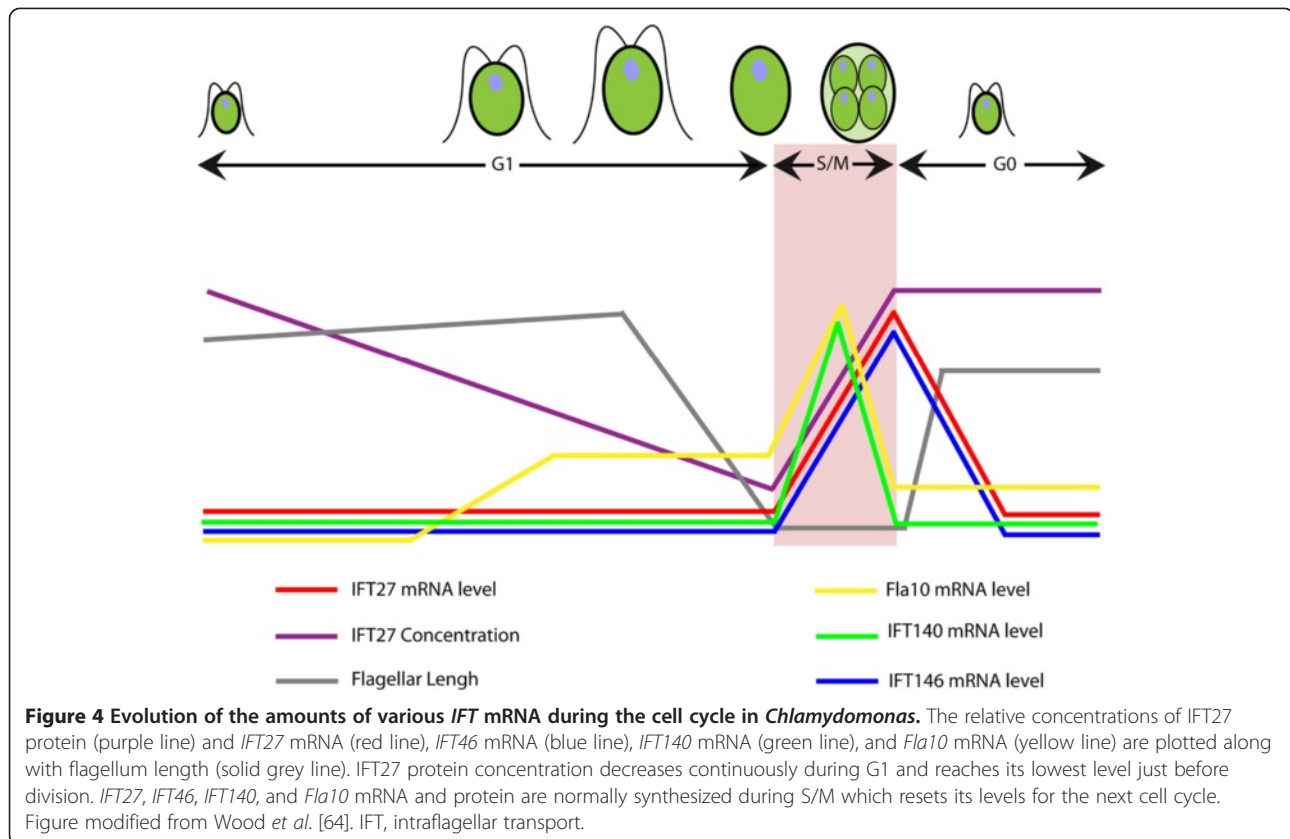 G1 S/M G0
IFT27 mRNA level
IFT27 Concentration
Flagellar Lengh
Fla10 mRNA level
IFT140 mRNA level
IFT146 mRNA level
Figure 4 Evolution of the amounts of various IFT mRNA during the cell cycle in Chlamydomonas. The relative concentrations of IFT27
protein (purple line) and IFT27 mRNA (red line), IFT46 mRNA (blue line), IFT140 mRNA (green line), and Fla10 mRNA (yellow line) are plotted along
with flagellum length (solid grey line). IFT27 protein concentration decreases continuously during G1 and reaches its lowest level just before
division. IFT27, IFT46, IFT140, and Fla10 mRNA and protein are normally synthesized during S/M which resets its levels for the next cell cycle.
Figure modified from Wood et al. [64]. IFT, intraflagellar transport.